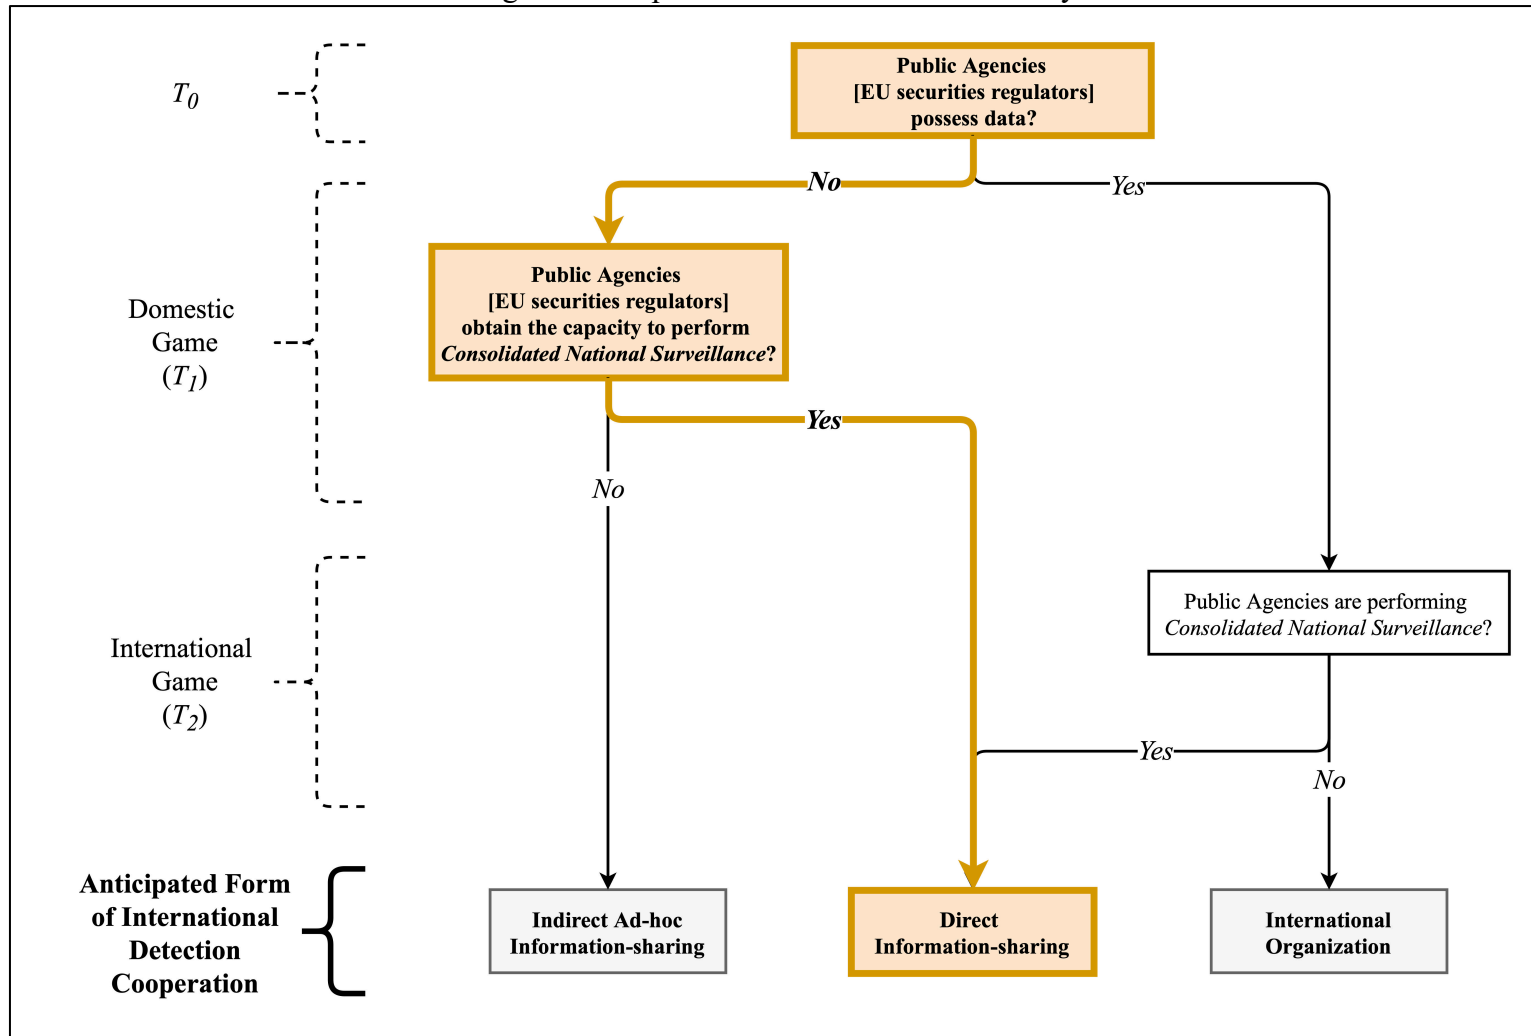 T0
Public Agencies
[EU securities regulators]
possess data?
No
Yes
Domestic
Game
(T1)
Public Agencies
[EU securities regulators]
obtain the capacity to perform
Consolidated National Surveillance?
Yes
No
International
Game
(T2)
Public Agencies are performing
Consolidated National Surveillance?
Yes
No
Anticipated Form
of International
Detection
Cooperation
Indirect Ad-hoc
Information-sharing
Direct
Information-sharing
International
Organization